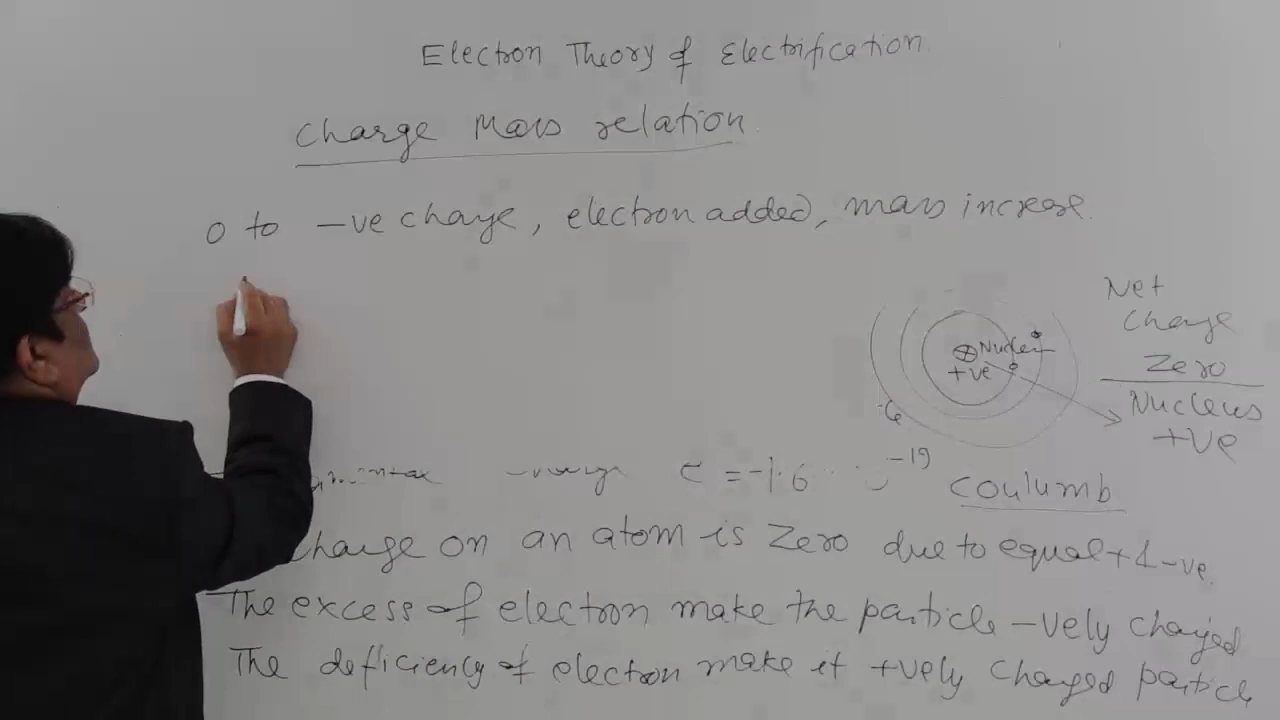 Electron Theory of Electrification
Charge Mass relation
0 to -ve charge, electron added, mass increase.
Net
Charge
Zero
Nucleus
+ve
+ve
= -1.6
-19
Coulumb
Charge on an atom is Zero due to equal + & -ve.
The excess of electron make the particle -vely charged
The deficiency of electron make it +vely charged particle